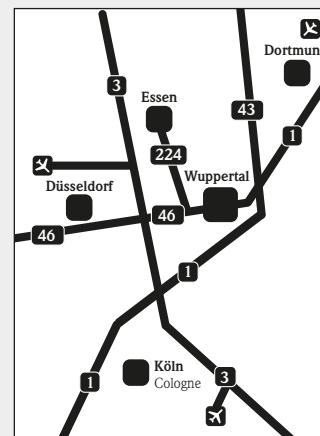 Dortmun
3
Essen
43
1
224
Wuppertal
Düsseldorf
46
46
1
Köln
Cologne
3
1